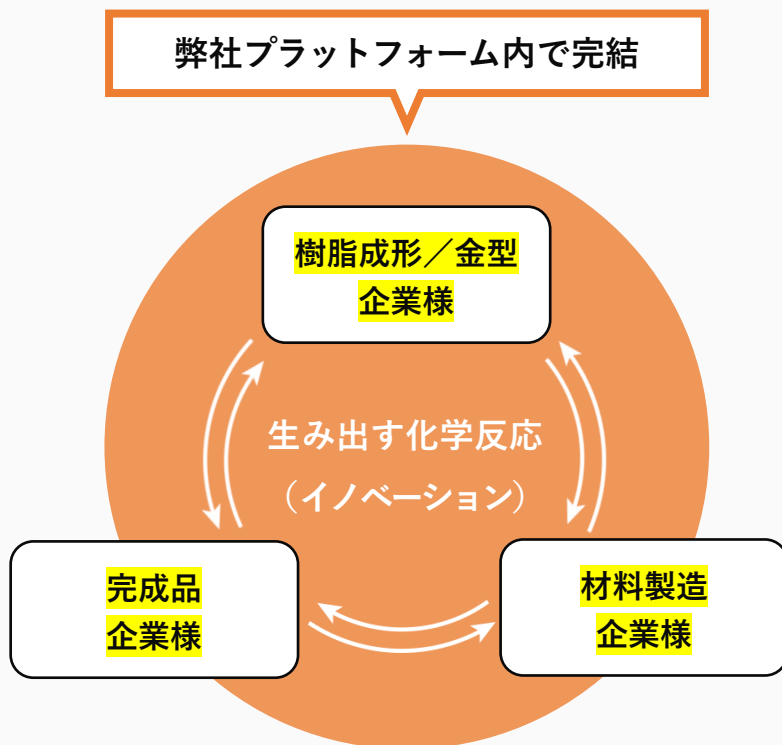 弊社プラットフォーム内で完結
樹脂成形／金型
企業様
生み出す化学反応
（イノベーション）
完成品
企業様
材料製造
企業様